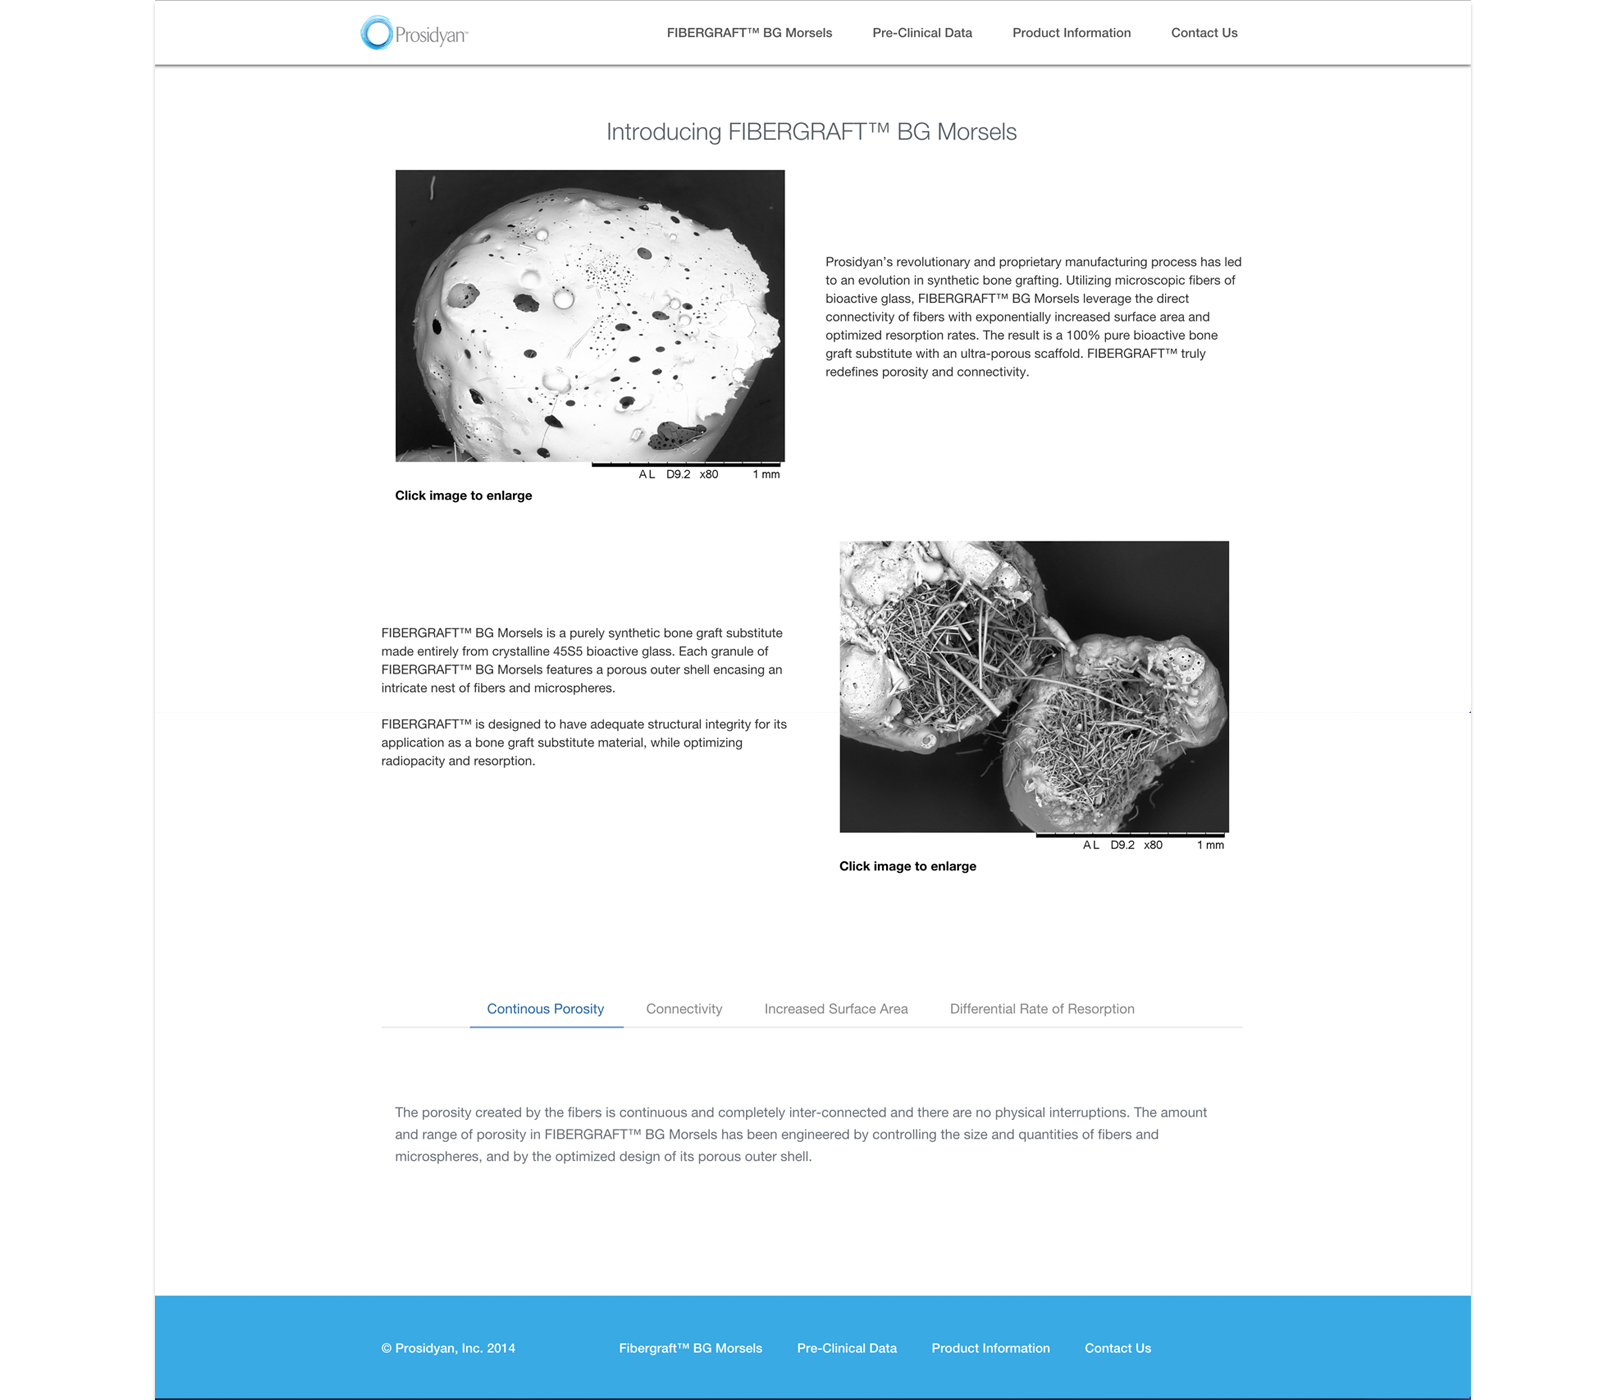 Prosidyan™
FIBERGRAFT™ BG Morsels
Pre-Clinical Data
Product Information
Contact Us
Introducing FIBERGRAFT™ BG Morsels
A L D9.2 x80 1 mm
Click image to enlarge
Prosidyan’s revolutionary and proprietary manufacturing process has led
to an evolution in synthetic bone grafting. Utilizing microscopic fibers of
bioactive glass, FIBERGRAFT™ BG Morsels leverage the direct
connectivity of fibers with exponentially increased surface area and
optimized resorption rates. The result is a 100% pure bioactive bone
graft substitute with an ultra-porous scaffold. FIBERGRAFT™ truly
redefines porosity and connectivity.
FIBERGRAFT™ BG Morsels is a purely synthetic bone graft substitute
made entirely from crystalline 45S5 bioactive glass. Each granule of
FIBERGRAFT™ BG Morsels features a porous outer shell encasing an
intricate nest of fibers and microspheres.
FIBERGRAFT™ is designed to have adequate structural integrity for its
application as a bone graft substitute material, while optimizing
radiopacity and resorption.
A L D9.2 x80 1 mm
Click image to enlarge
Continous Porosity
Connectivity
Increased Surface Area
Differential Rate of Resorption
The porosity created by the fibers is continuous and completely inter-connected and there are no physical interruptions. The amount
and range of porosity in FIBERGRAFT™ BG Morsels has been engineered by controlling the size and quantities of fibers and
microspheres, and by the optimized design of its porous outer shell.
© Prosidyan, Inc. 2014
Fibergraft™ BG Morsels
Pre-Clinical Data
Product Information
Contact Us